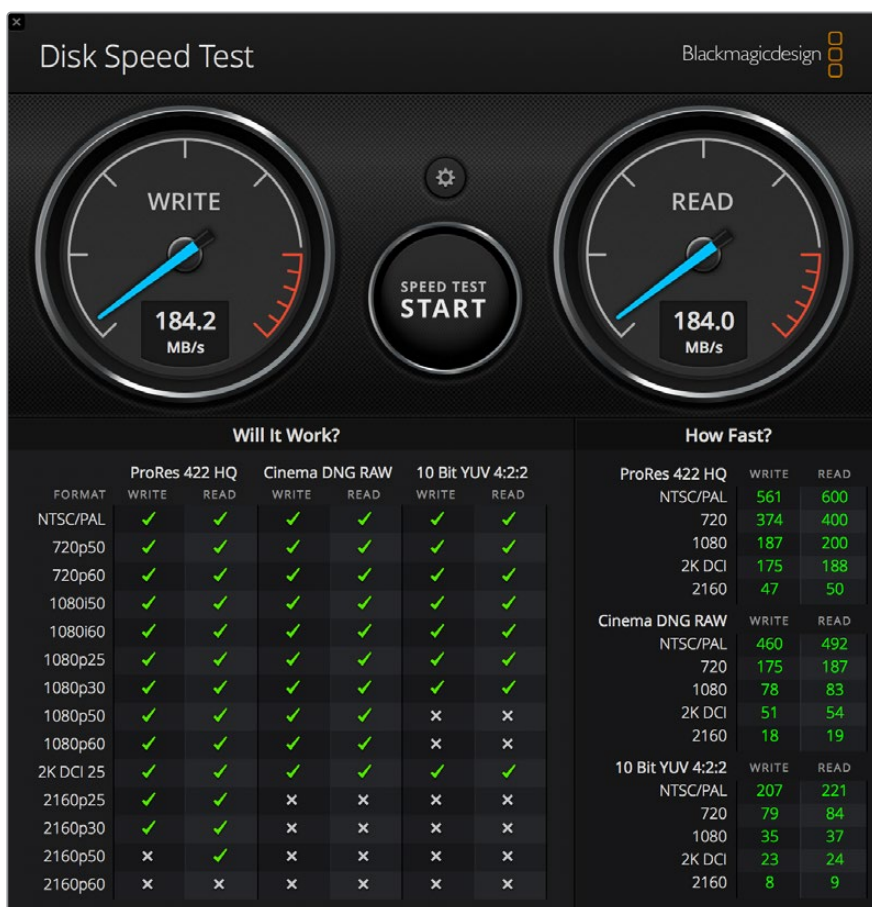 Disk Speed Test
Blackmagicdesign
WRITE
184.2
MB/s
SPEED TEST
START
READ
184.0
MB/s
Will It Work?
ProRes 422 HQ Cinema DNG RAW 10 Bit YUV 4:2:2
FORMAT WRITE READ WRITE READ WRITE READ
NTSC/PAL ✓ ✓ ✓ ✓ ✓ ✓
720p50 ✓ ✓ ✓ ✓ ✓ ✓
720p60 ✓ ✓ ✓ ✓ ✓ ✓
1080i50 ✓ ✓ ✓ ✓ ✓ ✓
1080i60 ✓ ✓ ✓ ✓ ✓ ✓
1080p25 ✓ ✓ ✓ ✓ ✓ ✓
1080p30 ✓ ✓ ✓ ✓ ✓ ✓
1080p50 ✓ ✓ ✓ ✓ × ×
1080p60 ✓ ✓ ✓ ✓ × ×
2K DCI 25 ✓ ✓ ✓ ✓ ✓ ✓
2160p25 ✓ ✓ × × × ×
2160p30 ✓ ✓ × × × ×
2160p50 × ✓ × × × ×
2160p60 × × × × × ×
How Fast?
ProRes 422 HQ WRITE READ
NTSC/PAL 561 600
720 374 400
1080 187 200
2K DCI 175 188
2160 47 50
Cinema DNG RAW WRITE READ
NTSC/PAL 460 492
720 175 187
1080 78 83
2K DCI 51 54
2160 18 19
10 Bit YUV 4:2:2 WRITE READ
NTSC/PAL 207 221
720 79 84
1080 35 37
2K DCI 23 24
2160 8 9